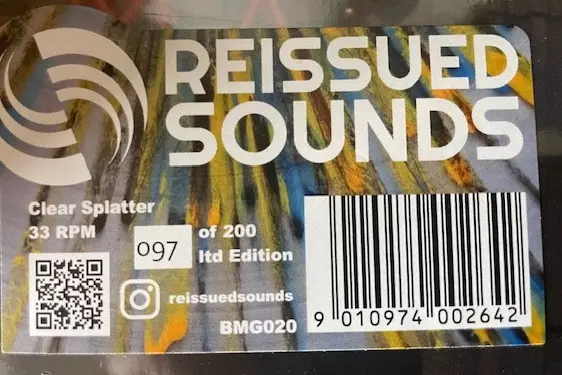 REISSUED
SOUNDS
Clear Splatter
33 RPM
097 of 200
ltd Edition
reissuedsounds
BMG020
9 010974 002642